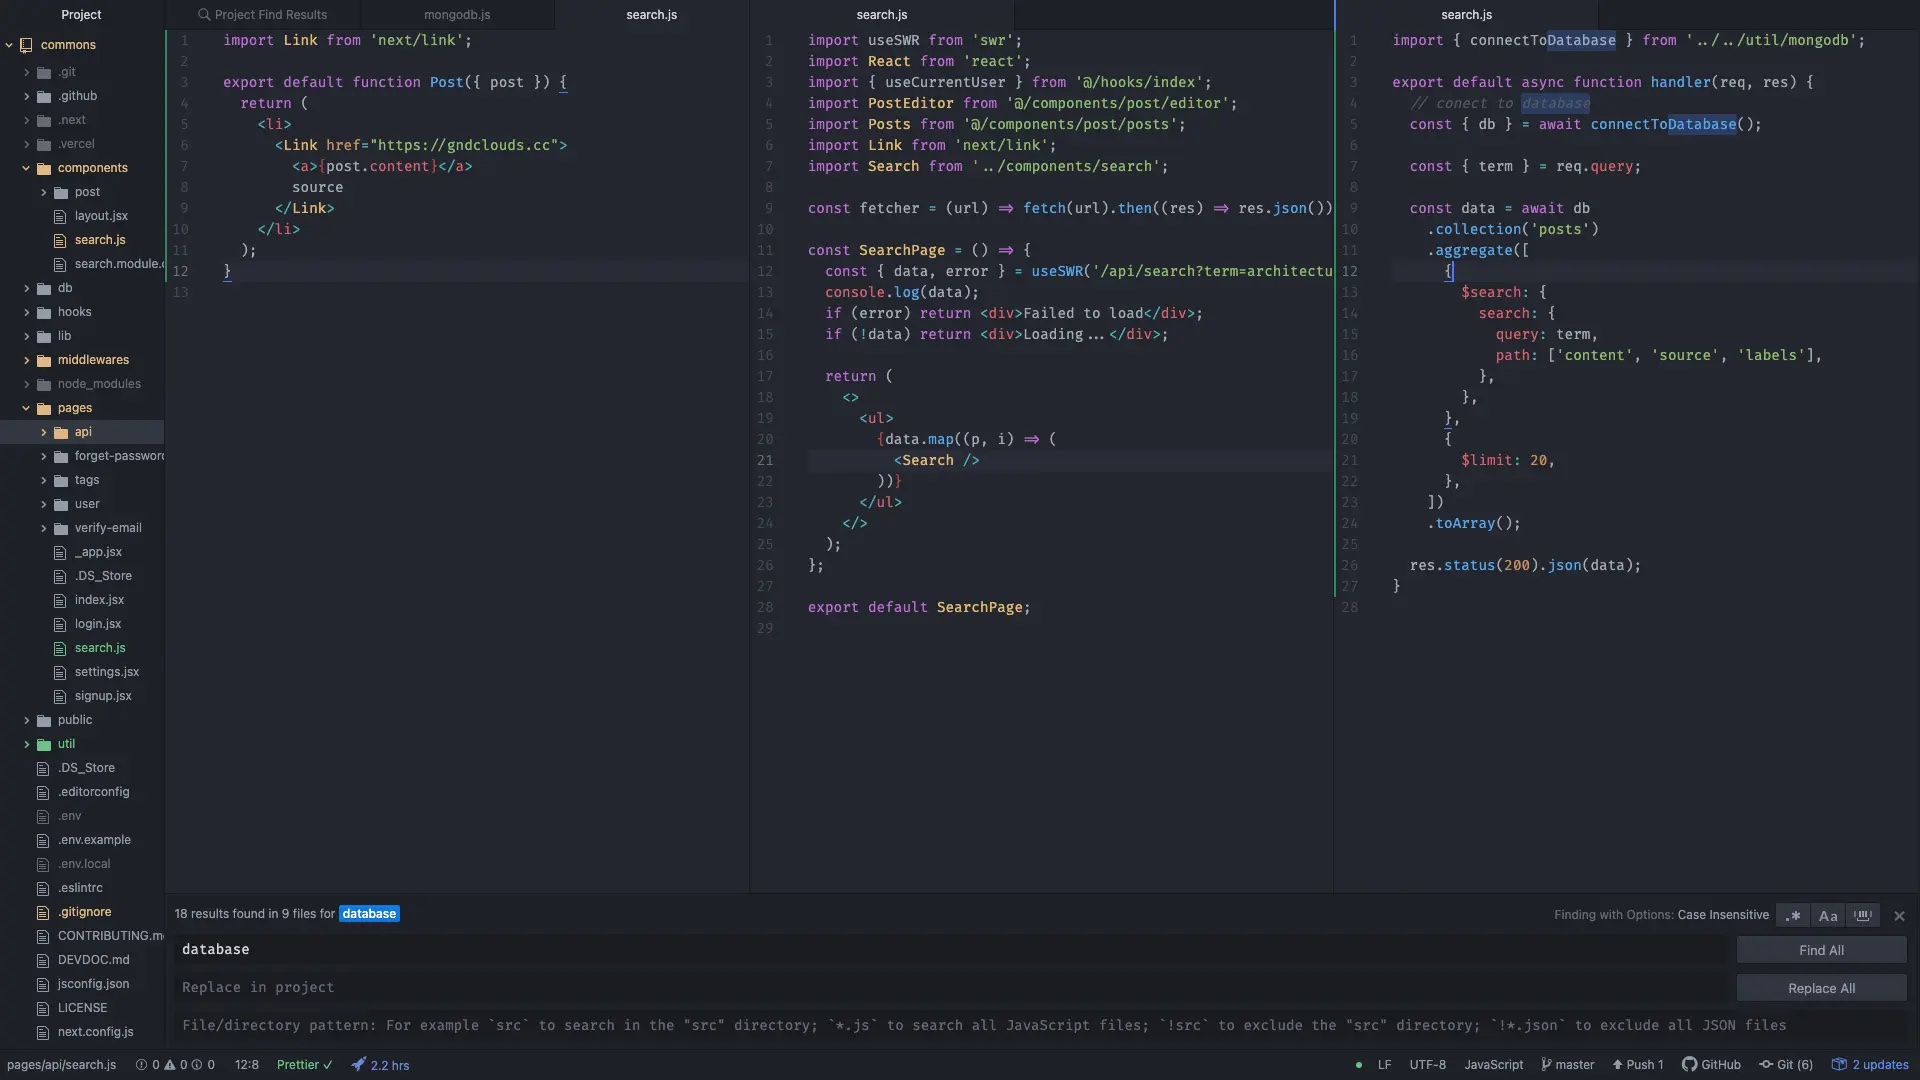 Project
commons
.git
.github
.next
.vercel
components
post
layout.jsx
search.js
search.module.c
db
hooks
lib
middlewares
node_modules
pages
api
forget-password
tags
user
verify-email
_app.jsx
.DS_Store
index.jsx
login.jsx
search.js
settings.jsx
signup.jsx
public
util
.DS_Store
.editorconfig
.env
.env.example
.env.local
.eslintrc
.gitignore
CONTRIBUTING.m
DEVDOC.md
jsconfig.json
LICENSE
next.config.js
Project Find Results mongodb.js search.js
1 import Link from 'next/link';
2
3 export default function Post({ post }) {
4 return (
5 <li>
6 <Link href="https://gndclouds.cc">
7 <a>{post.content}</a>
8 source
9 </Link>
10 </li>
11 );
12 }
13
search.js
1 import useSWR from 'swr';
2 import React from 'react';
3 import { useCurrentUser } from '@/hooks/index';
4 import PostEditor from '@/components/post/editor';
5 import Posts from '@/components/post/posts';
6 import Link from 'next/link';
7 import Search from '../components/search';
8
9 const fetcher = (url) => fetch(url).then((res) => res.json())
10
11 const SearchPage = () => {
12 const { data, error } = useSWR('/api/search?term=architectu
13 console.log(data);
14 if (error) return <div>Failed to load</div>;
15 if (!data) return <div>Loading...</div>;
16
17 return (
18 <>
19 <ul>
20 {data.map((p, i) => (
21 <Search />
22 ))}
23 </ul>
24 </>
25 );
26 };
27
28 export default SearchPage;
29
search.js
1 import { connectToDatabase } from '../../util/mongodb';
2
3 export default async function handler(req, res) {
4 // conect to database
5 const { db } = await connectToDatabase();
6
7 const { term } = req.query;
8
9 const data = await db
10 .collection('posts')
11 .aggregate([
12 {
13 $search: {
14 search: {
15 query: term,
16 path: ['content', 'source', 'labels'],
17 },
18 },
19 },
20 {
21 $limit: 20,
22 },
23 ])
24 .toArray();
25
26 res.status(200).json(data);
27 }
28
18 results found in 9 files for database
Finding with Options: Case Insensitive .* Aa
database
Find All
Replace in project
Replace All
File/directory pattern: For example `src` to search in the "src" directory; `*.js` to search all JavaScript files; `!src` to exclude the "src" directory; `!*.json` to exclude all JSON files
pages/api/search.js 0 0 0 12:8 Prettier ✓ 2.2 hrs LF UTF-8 JavaScript master Push 1 GitHub Git (6) 2 updates